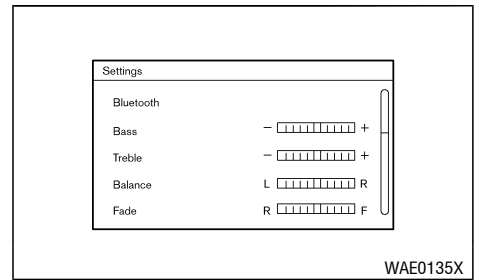 Settings
Bluetooth
Bass – +
Treble – +
Balance L R
Fade R F
WAE0135X